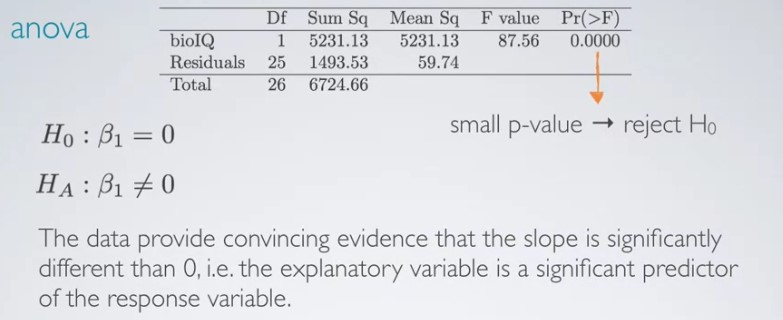 anova
Df Sum Sq Mean Sq F value Pr(>F)
bioIQ 1 5231.13 5231.13 87.56 0.0000
Residuals 25 1493.53 59.74
Total 26 6724.66
small p-value → reject H₀
H₀ : β₁ = 0
H_A : β₁ ≠ 0
The data provide convincing evidence that the slope is significantly
different than 0, i.e. the explanatory variable is a significant predictor
of the response variable.